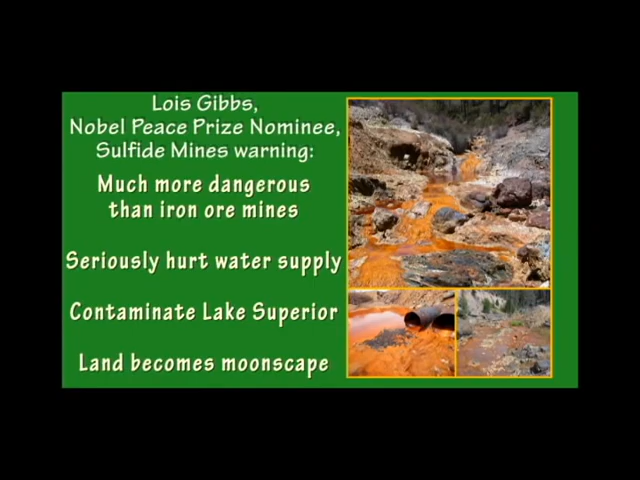 Lois Gibbs,
Nobel Peace Prize Nominee,
Sulfide Mines warning:
Much more dangerous
than iron ore mines
Seriously hurt water supply
Contaminate Lake Superior
Land becomes moonscape